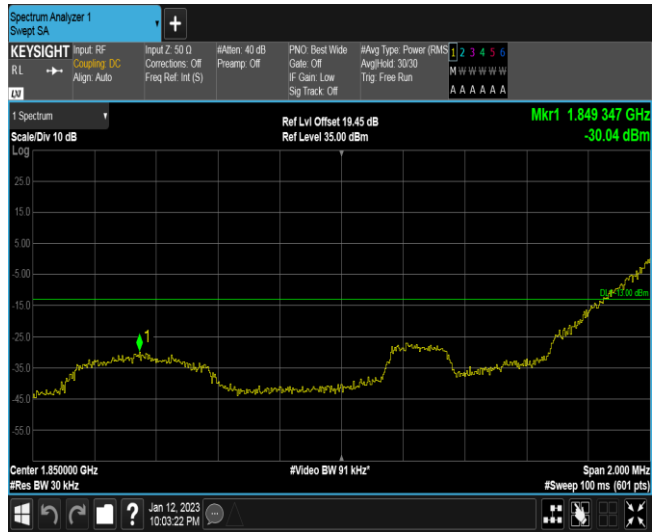 Spectrum Analyzer 1
Swept SA
+
KEYSIGHT
RL
LXI
Input: RF
Coupling: DC
Align: Auto
Input Z: 50 Ω
Corrections: Off
Freq Ref: Int (S)
#Atten: 40 dB
Preamp: Off
PNO: Best Wide
Gate: Off
IF Gain: Low
Sig Track: Off
#Avg Type: Power (RMS
Avg|Hold: 30/30
Trig: Free Run
1 2 3 4 5 6
M W W W W W
A A A A A A
1 Spectrum
Scale/Div 10 dB
Log
Ref Lvl Offset 19.45 dB
Ref Level 35.00 dBm
Mkr1 1.849 347 GHz
-30.04 dBm
25.0
15.0
5.00
-5.00
-15.0
-25.0
-35.0
-45.0
-55.0
1
Center 1.850000 GHz
#Res BW 30 kHz
#Video BW 91 kHz*
Span 2.000 MHz
#Sweep 100 ms (601 pts)
?
Jan 12, 2023
10:03:22 PM